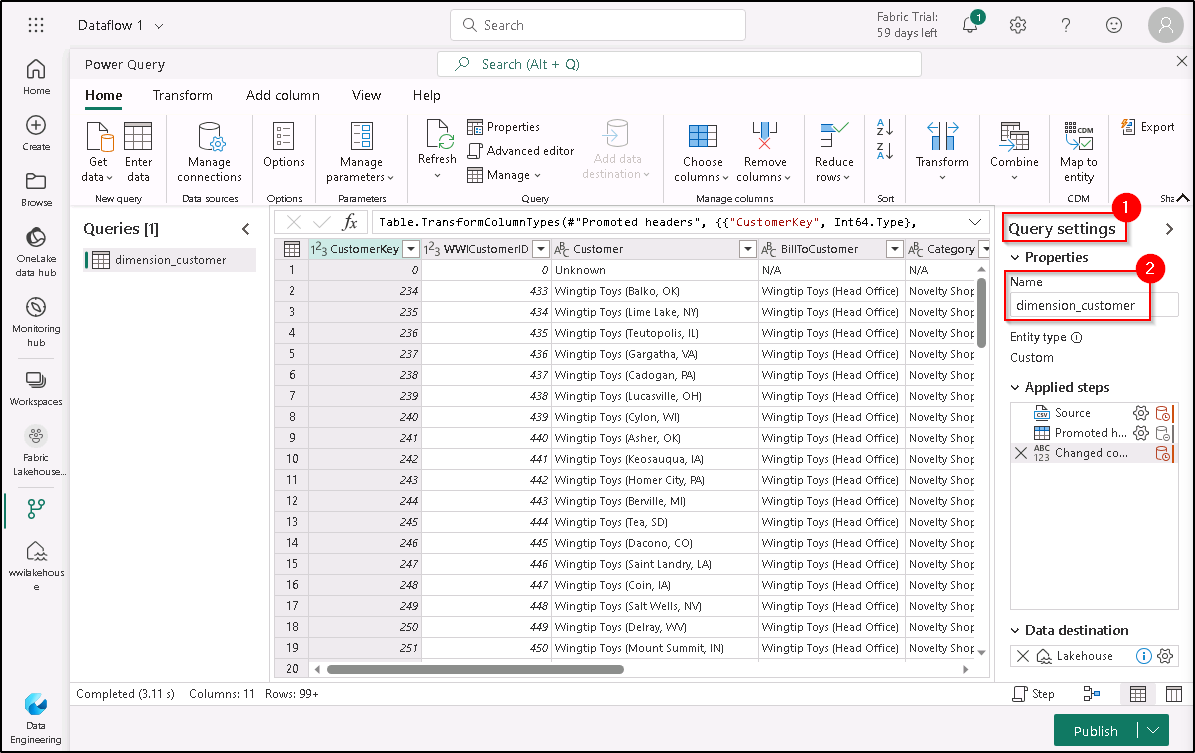 Dataflow 1
Search
Fabric Trial:
59 days left
1
Power Query
Search (Alt + Q)
Home
Create
Browse
OneLake
data hub
Monitoring
hub
Workspaces
Fabric
Lakehouse...
wwilakehous
e
Data
Engineering
Home
Transform
Add column
View
Help
Get
data
Enter
data
New query
Manage
connections
Data sources
Options
Options
Manage
parameters
Parameters
Refresh
Properties
Advanced editor
Manage
Add data
destination
Query
Choose
columns
Remove
columns
Manage columns
Reduce
rows
Sort
Transform
Combine
CDM
Map to
entity
CDM
Export
Sha
Queries [1]
dimension_customer
fx
Table.TransformColumnTypes(#"Promoted headers", {{"CustomerKey", Int64.Type},
CustomerKey WWICustomerID Customer BillToCustomer Category
1 0 0 Unknown N/A N/A
2 234 433 Wingtip Toys (Balko, OK) Wingtip Toys (Head Office) Novelty Shop
3 235 434 Wingtip Toys (Lime Lake, NY) Wingtip Toys (Head Office) Novelty Shop
4 236 435 Wingtip Toys (Teutopolis, IL) Wingtip Toys (Head Office) Novelty Shop
5 237 436 Wingtip Toys (Gargatha, VA) Wingtip Toys (Head Office) Novelty Shop
6 238 437 Wingtip Toys (Cadogan, PA) Wingtip Toys (Head Office) Novelty Shop
7 239 438 Wingtip Toys (Lucasville, OH) Wingtip Toys (Head Office) Novelty Shop
8 240 439 Wingtip Toys (Cylon, WI) Wingtip Toys (Head Office) Novelty Shop
9 241 440 Wingtip Toys (Asher, OK) Wingtip Toys (Head Office) Novelty Shop
10 242 441 Wingtip Toys (Keosauqua, IA) Wingtip Toys (Head Office) Novelty Shop
11 243 442 Wingtip Toys (Homer City, PA) Wingtip Toys (Head Office) Novelty Shop
12 244 443 Wingtip Toys (Berville, MI) Wingtip Toys (Head Office) Novelty Shop
13 245 444 Wingtip Toys (Tea, SD) Wingtip Toys (Head Office) Novelty Shop
14 246 445 Wingtip Toys (Dacono, CO) Wingtip Toys (Head Office) Novelty Shop
15 247 446 Wingtip Toys (Saint Landry, LA) Wingtip Toys (Head Office) Novelty Shop
16 248 447 Wingtip Toys (Coin, IA) Wingtip Toys (Head Office) Novelty Shop
17 249 448 Wingtip Toys (Salt Wells, NV) Wingtip Toys (Head Office) Novelty Shop
18 250 449 Wingtip Toys (Delray, WV) Wingtip Toys (Head Office) Novelty Shop
19 251 450 Wingtip Toys (Mount Summit, IN) Wingtip Toys (Head Office) Novelty Shop
20
1
Query settings
Properties
2
Name
dimension_customer
Entity type
Custom
Applied steps
Source
Promoted h...
Changed co...
Data destination
Lakehouse
Completed (3.11 s) Columns: 11 Rows: 99+
Step
Publish